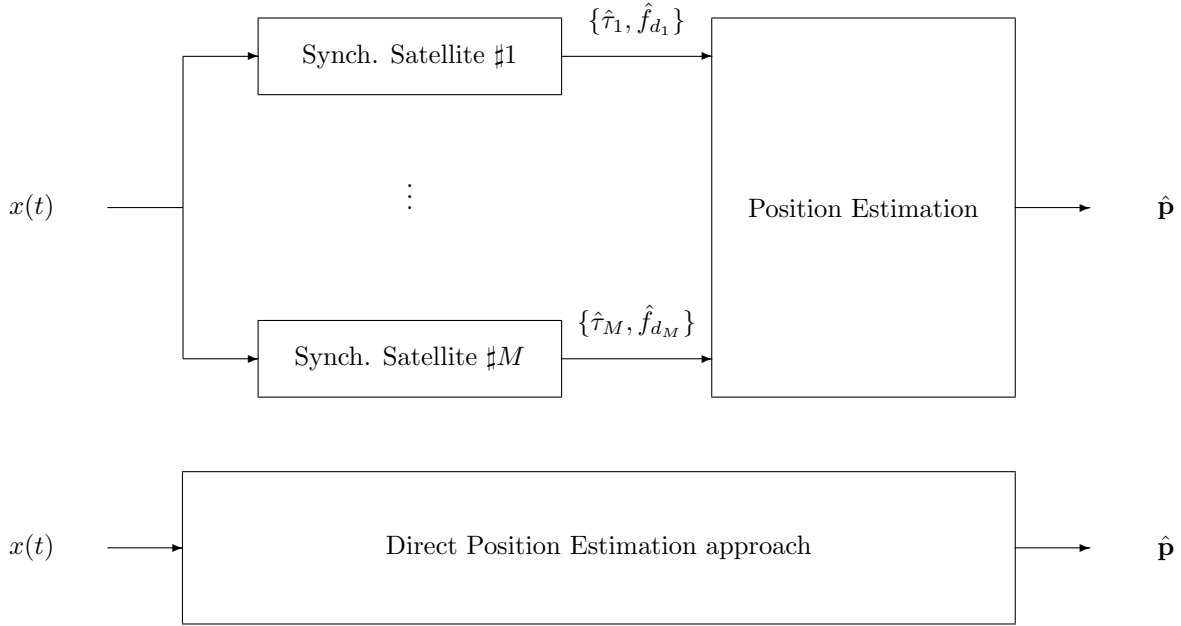 {τ̂₁, f̂_{d₁}}
Synch. Satellite ♯1
x(t)
⋮
Position Estimation
p̂
{τ̂_M, f̂_{d_M}}
Synch. Satellite ♯M
x(t)
Direct Position Estimation approach
p̂